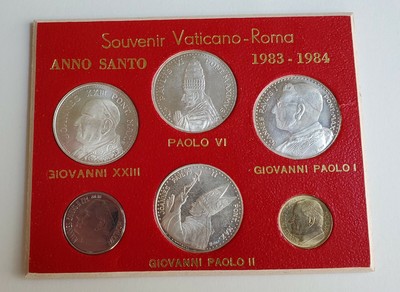 Souvenir Vaticano-Roma
ANNO SANTO 1983-1984
PAOLO VI
GIOVANNI XXIII GIOVANNI PAOLO I
GIOVANNI PAOLO II